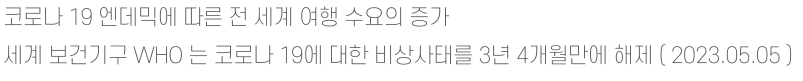 코로나 19 엔데믹에 따른 전 세계 여행 수요의 증가
세계 보건기구 WHO 는 코로나 19에 대한 비상사태를 3년 4개월만에 해제 ( 2023.05.05 )